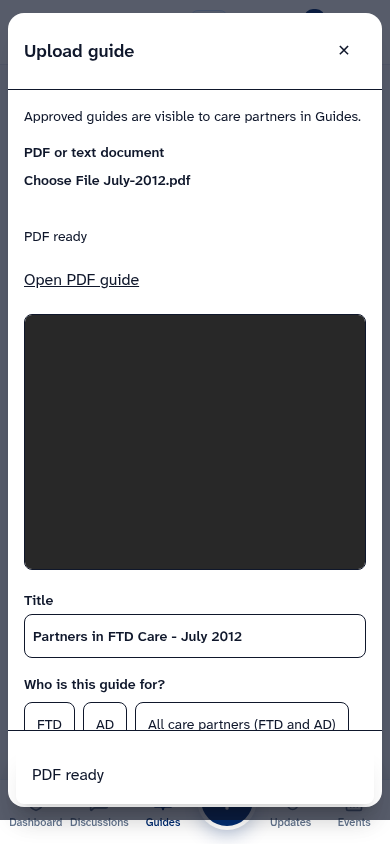 Upload guide ×
Approved guides are visible to care partners in Guides.
PDF or text document
Choose File July-2012.pdf
PDF ready
Open PDF guide
Title
Partners in FTD Care - July 2012
Who is this guide for?
FTD AD All care partners (FTD and AD)
PDF ready
Dashboard Discussions Guides Updates Events